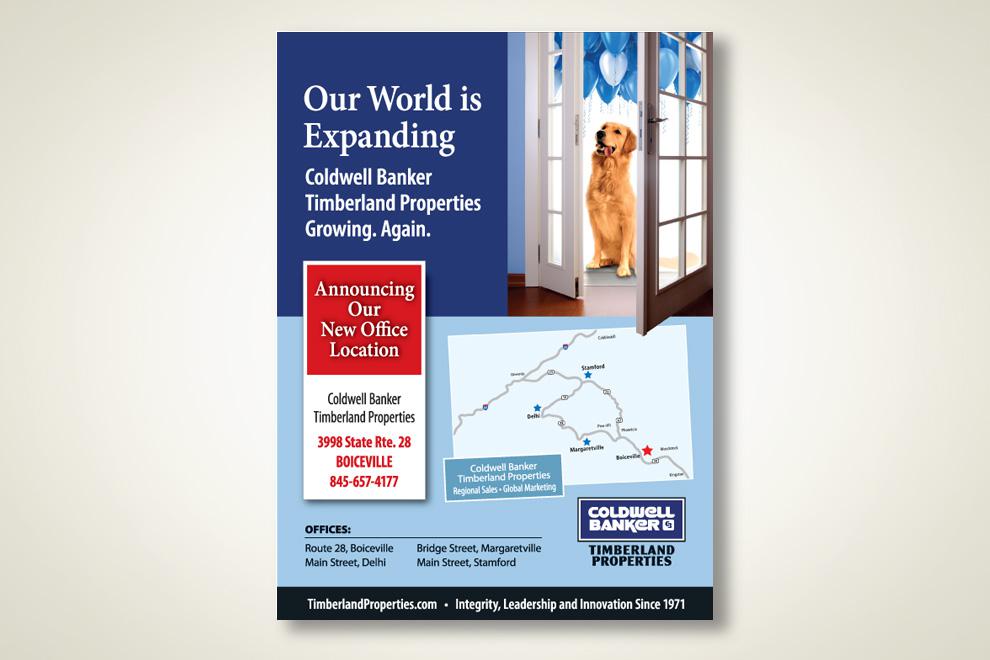 Our World is
Expanding
Coldwell Banker
Timberland Properties
Growing. Again.
Announcing
Our
New Office
Location
Coldwell Banker
Timberland Properties
3998 State Rte. 28
BOICEVILLE
845-657-4177
Stamford
Delhi
Margaretville
Boiceville
Coldwell Banker
Timberland Properties
Regional Sales • Global Marketing
COLDWELL
BANKER
TIMBERLAND
PROPERTIES
OFFICES:
Route 28, Boiceville
Main Street, Delhi
Bridge Street, Margaretville
Main Street, Stamford
TimberlandProperties.com • Integrity, Leadership and Innovation Since 1971